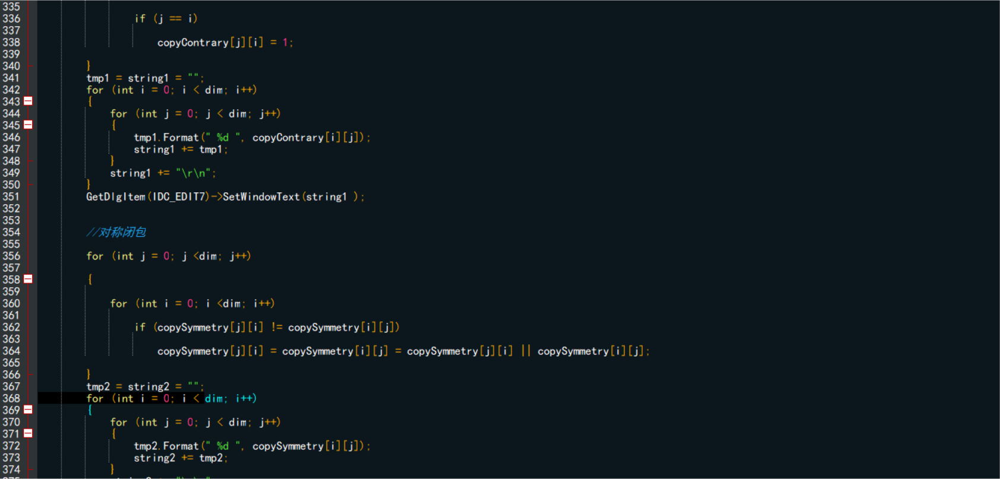 335
336 if (j == i)
337
338 copyContrary[j][i] = 1;
339
340 }
341 tmp1 = string1 = "";
342 for (int i = 0; i < dim; i++)
343 {
344 for (int j = 0; j < dim; j++)
345 {
346 tmp1.Format(" %d ", copyContrary[i][j]);
347 string1 += tmp1;
348 }
349 string1 += "\r\n";
350 }
351 GetDlgItem(IDC_EDIT7)->SetWindowText(string1 );
352
353
354 //对称闭包
355
356 for (int j = 0; j <dim; j++)
357
358 {
359
360 for (int i = 0; i <dim; i++)
361
362 if (copySymmetry[j][i] != copySymmetry[i][j])
363
364 copySymmetry[j][i] = copySymmetry[i][j] = copySymmetry[j][i] || copySymmetry[i][j];
365
366 }
367 tmp2 = string2 = "";
368 for (int i = 0; i < dim; i++)
369 {
370 for (int j = 0; j < dim; j++)
371 {
372 tmp2.Format(" %d ", copySymmetry[i][j]);
373 string2 += tmp2;
374 }